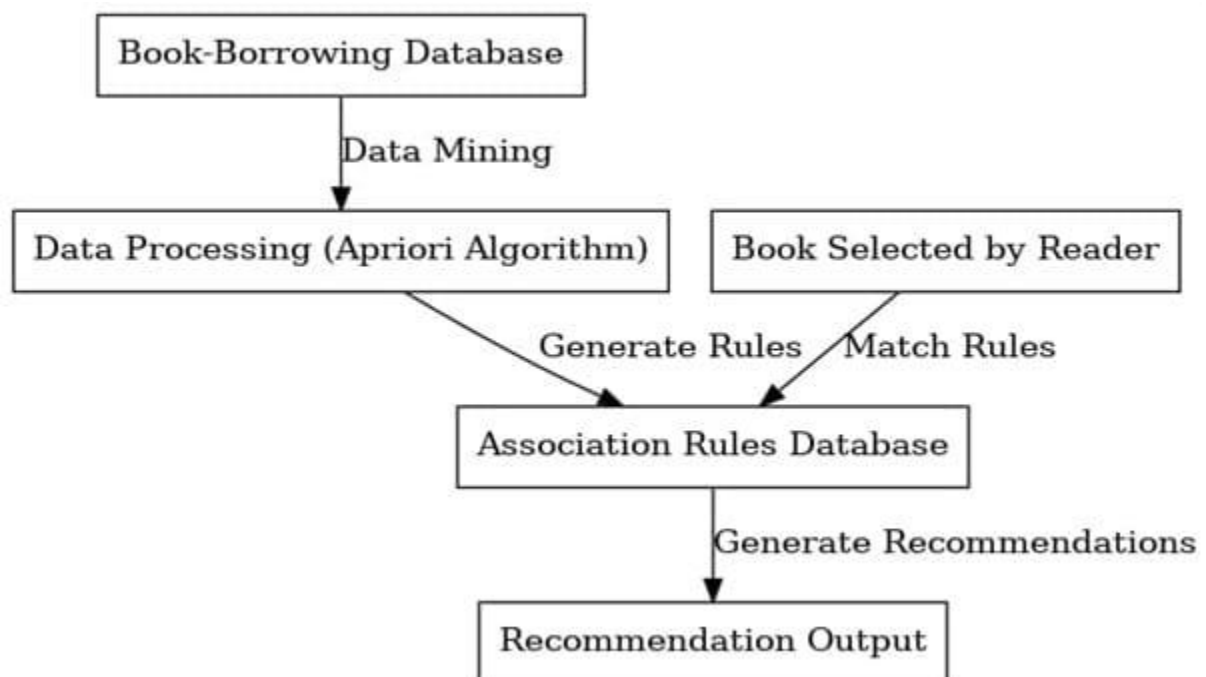 Book-Borrowing Database
Data Mining
Data Processing (Apriori Algorithm)
Book Selected by Reader
Generate Rules
Match Rules
Association Rules Database
Generate Recommendations
Recommendation Output